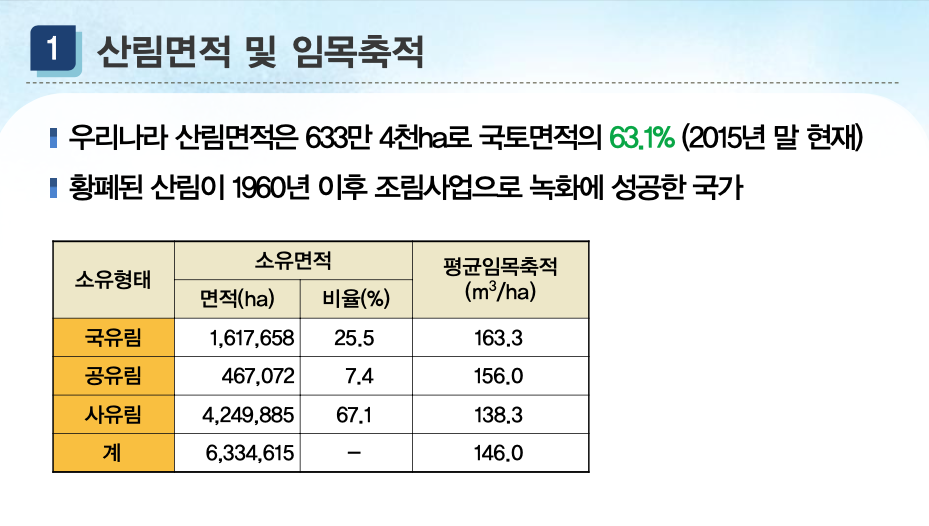 1 산림면적 및 임목축적
우리나라 산림면적은 633만 4천ha로 국토면적의 63.1% (2015년 말 현재)
황폐된 산림이 1960년 이후 조림사업으로 녹화에 성공한 국가
소유형태 소유면적 평균임목축적
(m³/ha)
면적(ha) 비율(%)
국유림 1,617,658 25.5 163.3
공유림 467,072 7.4 156.0
사유림 4,249,885 67.1 138.3
계 6,334,615 – 146.0